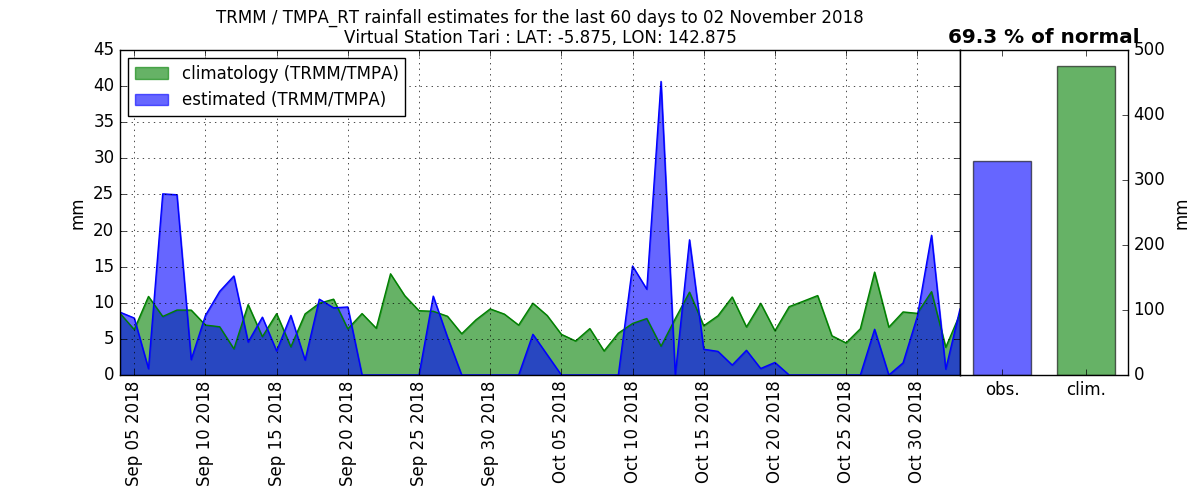 TRMM / TMPA_RT rainfall estimates for the last 60 days to 02 November 2018
Virtual Station Tari : LAT: -5.875, LON: 142.875
69.3 % of normal
climatology (TRMM/TMPA)
estimated (TRMM/TMPA)
45
40
35
30
25
20
15
10
5
0
mm
Sep 05 2018
Sep 10 2018
Sep 15 2018
Sep 20 2018
Sep 25 2018
Sep 30 2018
Oct 05 2018
Oct 10 2018
Oct 15 2018
Oct 20 2018
Oct 25 2018
Oct 30 2018
obs.
clim.
500
400
300
200
100
0
mm